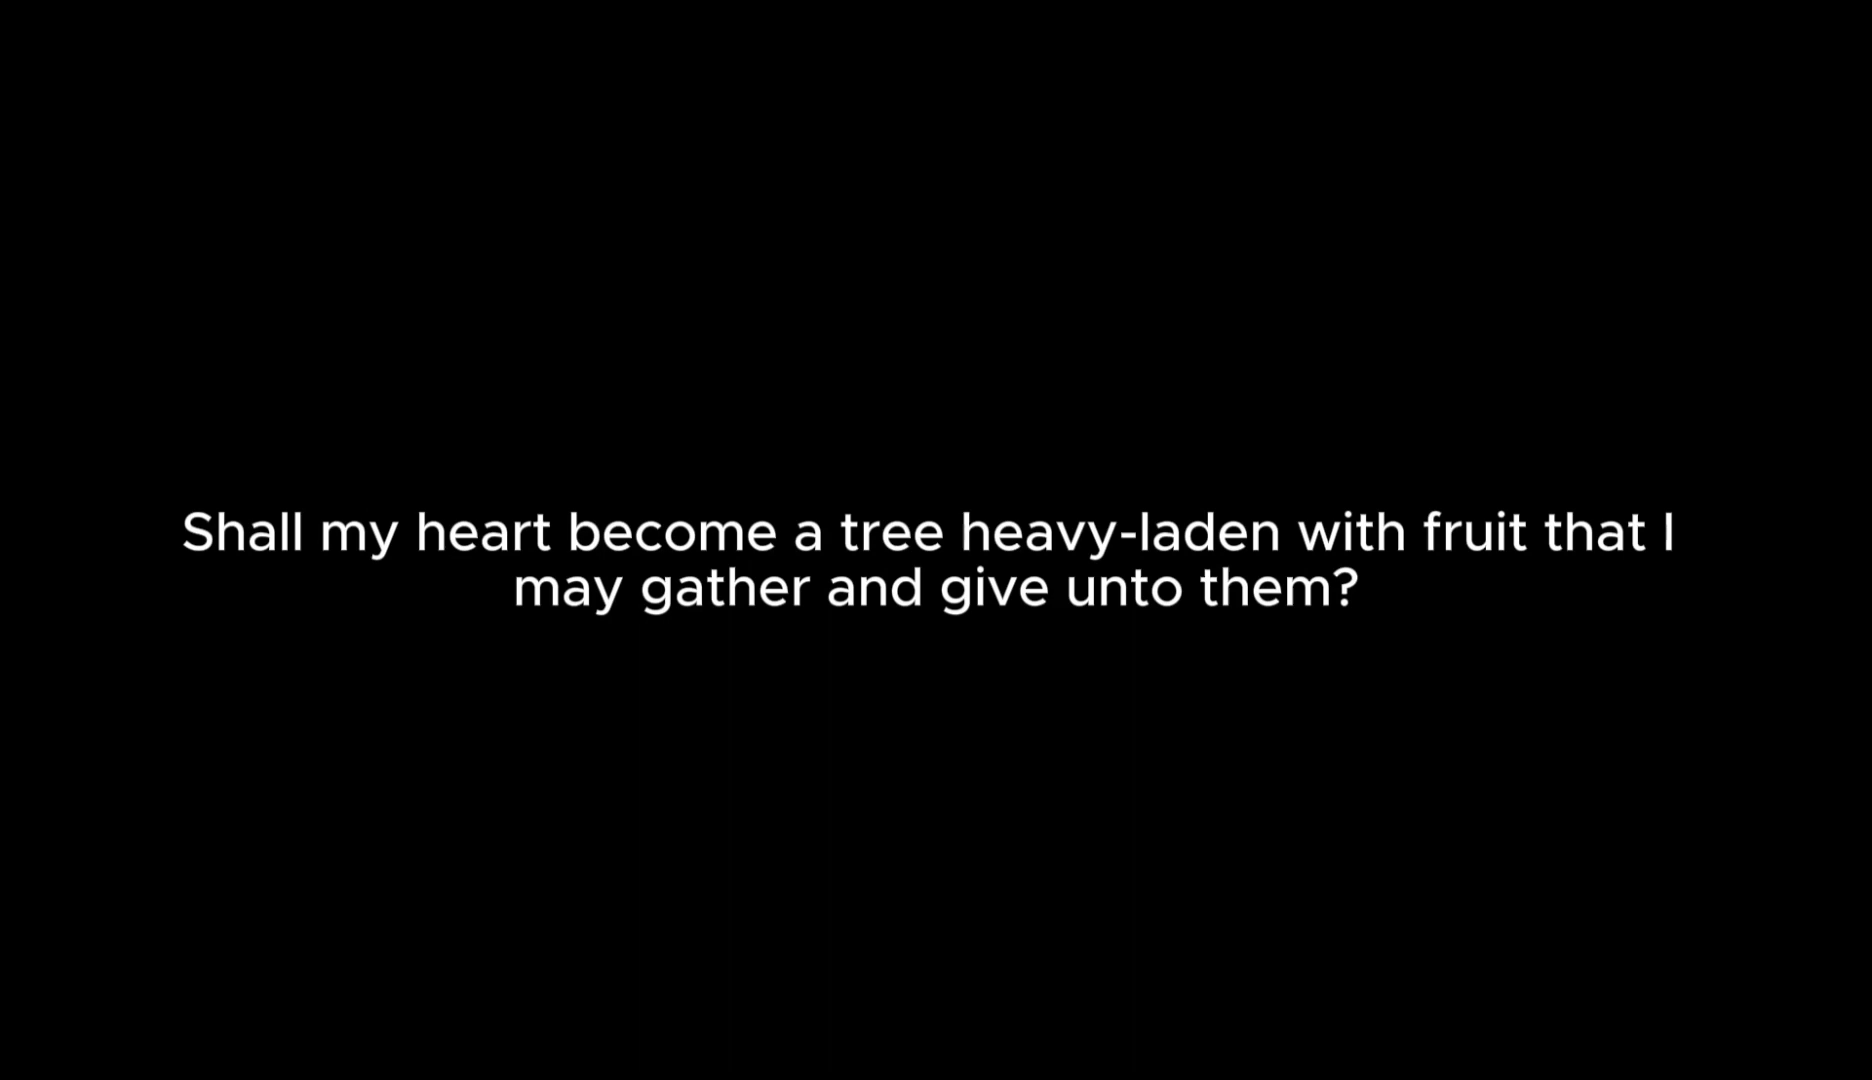 Shall my heart become a tree heavy-laden with fruit that I
may gather and give unto them?